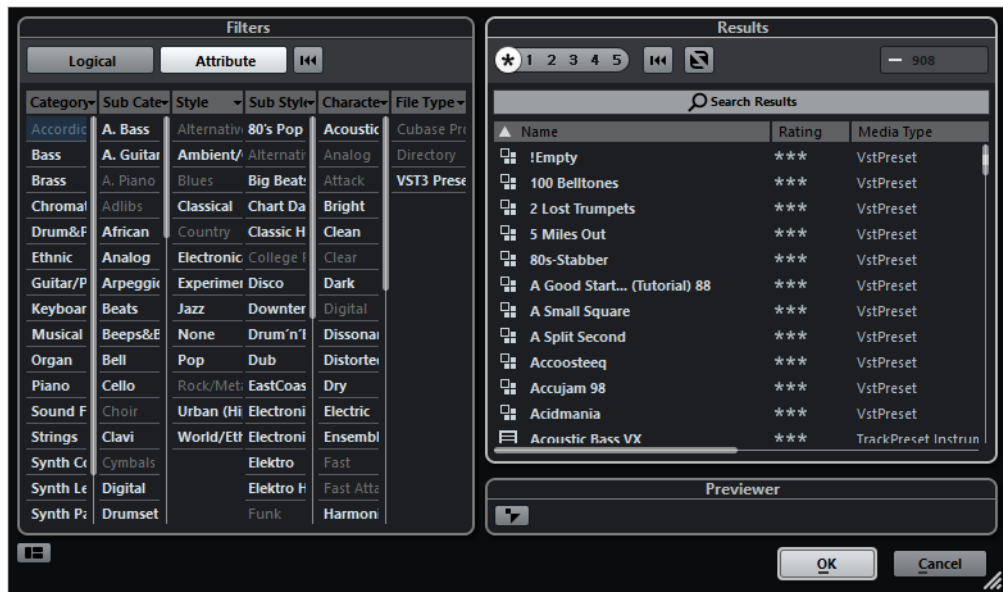 Filters
Logical Attribute
Category Sub Cate Style Sub Style Characte File Type
Accordic A. Bass Alternativ 80's Pop Acoustic Cubase Pro
Bass A. Guitar Ambient/ Alternati Analog Directory
Brass A. Piano Blues Big Beat Attack VST3 Prese
Chromat Adlibs Classical Chart Da Bright
Drum&P African Country Classic H Clean
Ethnic Analog Electronic College Clear
Guitar/P Arpeggio Experimen Disco Dark
Keyboar Beats Jazz Downter Digital
Musical Beeps&B None Drum´n´ Dissona
Organ Bell Pop Dub Distorte
Piano Cello Rock/Meta EastCoas Dry
Sound F Choir Urban (Hi Electroni Electric
Strings Clavi World/Eth Electroni Ensembl
Synth Co Cymbals Elektro Fast
Synth Le Digital Elektro H Fast Atta
Synth Pa Drumset Funk Harmoni
Results
* 1 2 3 4 5 908
Search Results
Name Rating Media Type
!Empty *** VstPreset
100 Belltones *** VstPreset
2 Lost Trumpets *** VstPreset
5 Miles Out *** VstPreset
80s-Stabber *** VstPreset
A Good Start... (Tutorial) 88 *** VstPreset
A Small Square *** VstPreset
A Split Second *** VstPreset
Accoosteeq *** VstPreset
Accujam 98 *** VstPreset
Acidmania *** VstPreset
Acoustic Bass VX *** TrackPreset Instrun
Previewer
OK Cancel